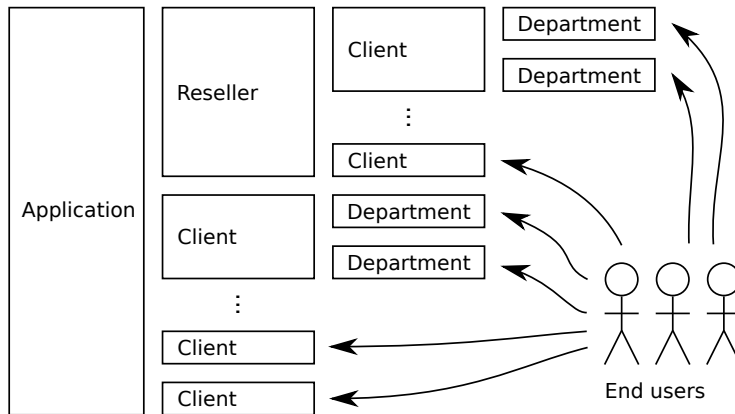 Application
Reseller
Client
Department
Department
⋮
Client
Client
Department
Department
⋮
Client
Client
End users